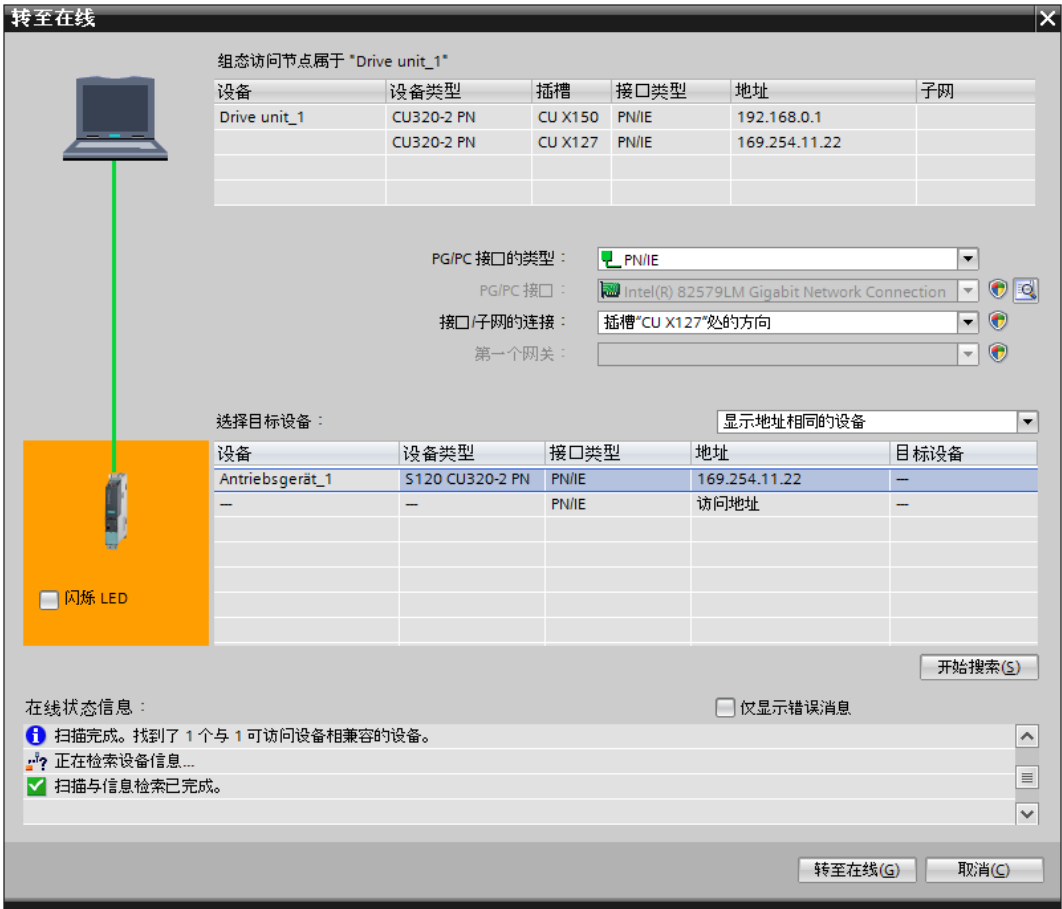 转至在线
组态访问节点属于 "Drive unit_1"
设备 设备类型 插槽 接口类型 地址 子网
Drive unit_1 CU320-2 PN CU X150 PN/IE 192.168.0.1
CU320-2 PN CU X127 PN/IE 169.254.11.22
PG/PC 接口的类型： PN/IE
PG/PC 接口： Intel(R) 82579LM Gigabit Network Connection
接口/子网的连接： 插槽"CU X127"处的方向
第一个网关：
选择目标设备： 显示地址相同的设备
设备 设备类型 接口类型 地址 目标设备
Antriebsgerät_1 S120 CU320-2 PN PN/IE 169.254.11.22 —
— — PN/IE 访问地址 —
闪烁 LED
开始搜索(S)
在线状态信息： 仅显示错误消息
扫描完成。找到了 1 个与 1 可访问设备相兼容的设备。
正在检索设备信息...
扫描与信息检索已完成。
转至在线(G) 取消(C)